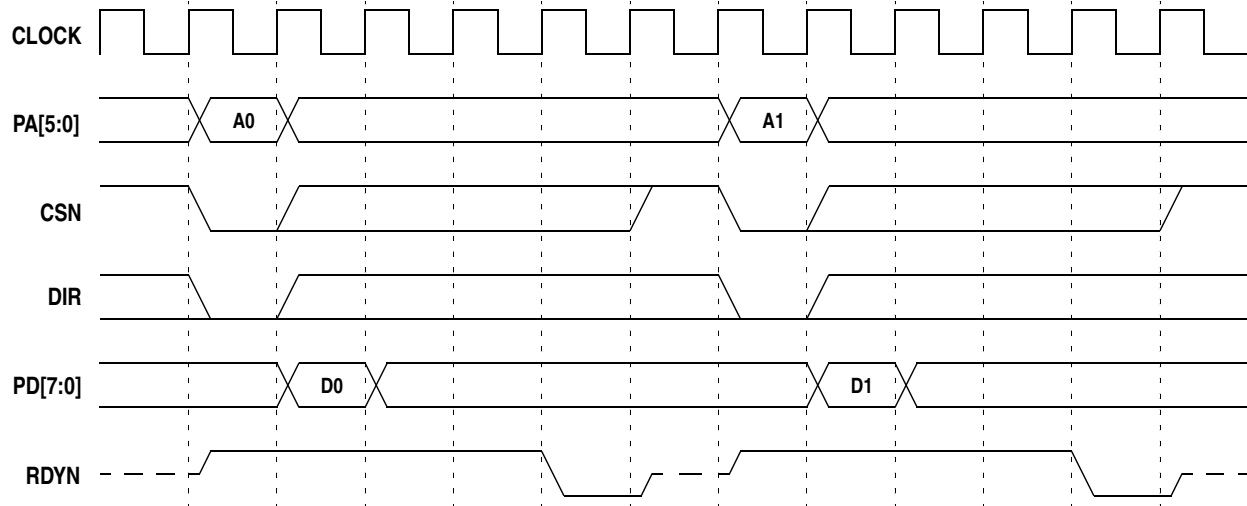 CLOCK
PA[5:0] A0 A1
CSN
DIR
PD[7:0] D0 D1
RDYN